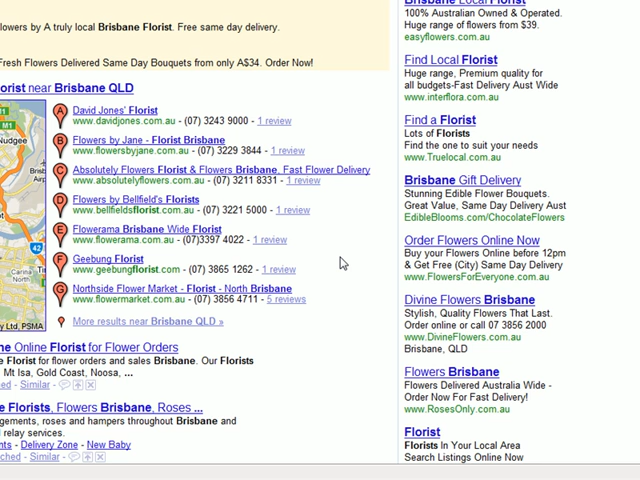 lowers by A truly local Brisbane Florist. Free same day delivery.
Fresh Flowers Delivered Same Day Bouquets from only A$34. Order Now!
lorist near Brisbane QLD
M1
M1
Nudgee
Brisb
Air
42
Carina
North
Tin
y Ltd, PSMA
A David Jones' Florist
www.davidjones.com.au - (07) 3243 9000 - 1 review
B Flowers by Jane - Florist Brisbane
www.flowersbyjane.com.au - (07) 3229 3844 - 1 review
C Absolutely Flowers Florist & Flowers Brisbane, Fast Flower Delivery
www.absolutelyflowers.com.au - (07) 3211 8331 - 1 review
D Flowers by Bellfield's Florists
www.bellfieldsflorist.com.au - (07) 3221 5000 - 1 review
E Flowerama Brisbane Wide Florist
www.flowerama.com.au - (07)3397 4022 - 1 review
F Geebung Florist
www.geebungflorist.com - (07) 3865 1262 - 1 review
G Northside Flower Market - Florist - North Brisbane
www.flowermarket.com.au - (07) 3856 4711 - 5 reviews
More results near Brisbane QLD »
ne Online Florist for Flower Orders
e Florist for flower orders and sales Brisbane. Our Florists
Mt Isa, Gold Coast, Noosa, ...
ed - Similar -
e Florists, Flowers Brisbane, Roses ...
gements, roses and hampers throughout Brisbane and
l relay services.
hts - Delivery Zone - New Baby
ched - Similar -
Brisbane Local Florist
100% Australian Owned & Operated.
Huge range of flowers from $39.
easyflowers.com.au
Find Local Florist
Huge range, Premium quality for
all budgets-Fast Delivery Aust Wide
www.interflora.com.au
Find a Florist
Lots of Florists
Find the one to suit your needs
www.Truelocal.com.au
Brisbane Gift Delivery
Stunning Edible Flower Bouquets.
Great Value, Same Day Delivery Aust
EdibleBlooms.com/ChocolateFlowers
Order Flowers Online Now
Buy your Flowers Online before 12pm
& Get Free (City) Same Day Delivery
www.FlowersForEveryone.com.au
Divine Flowers Brisbane
Stylish, Quality Flowers That Last.
Order online or call 07 3856 2000
www.DivineFlowers.com.au
Brisbane, QLD
Flowers Brisbane
Flowers Delivered Australia Wide -
Order Now For Fast Delivery!
www.RosesOnly.com.au
Florist
Florists In Your Local Area
Search Listings Online Now